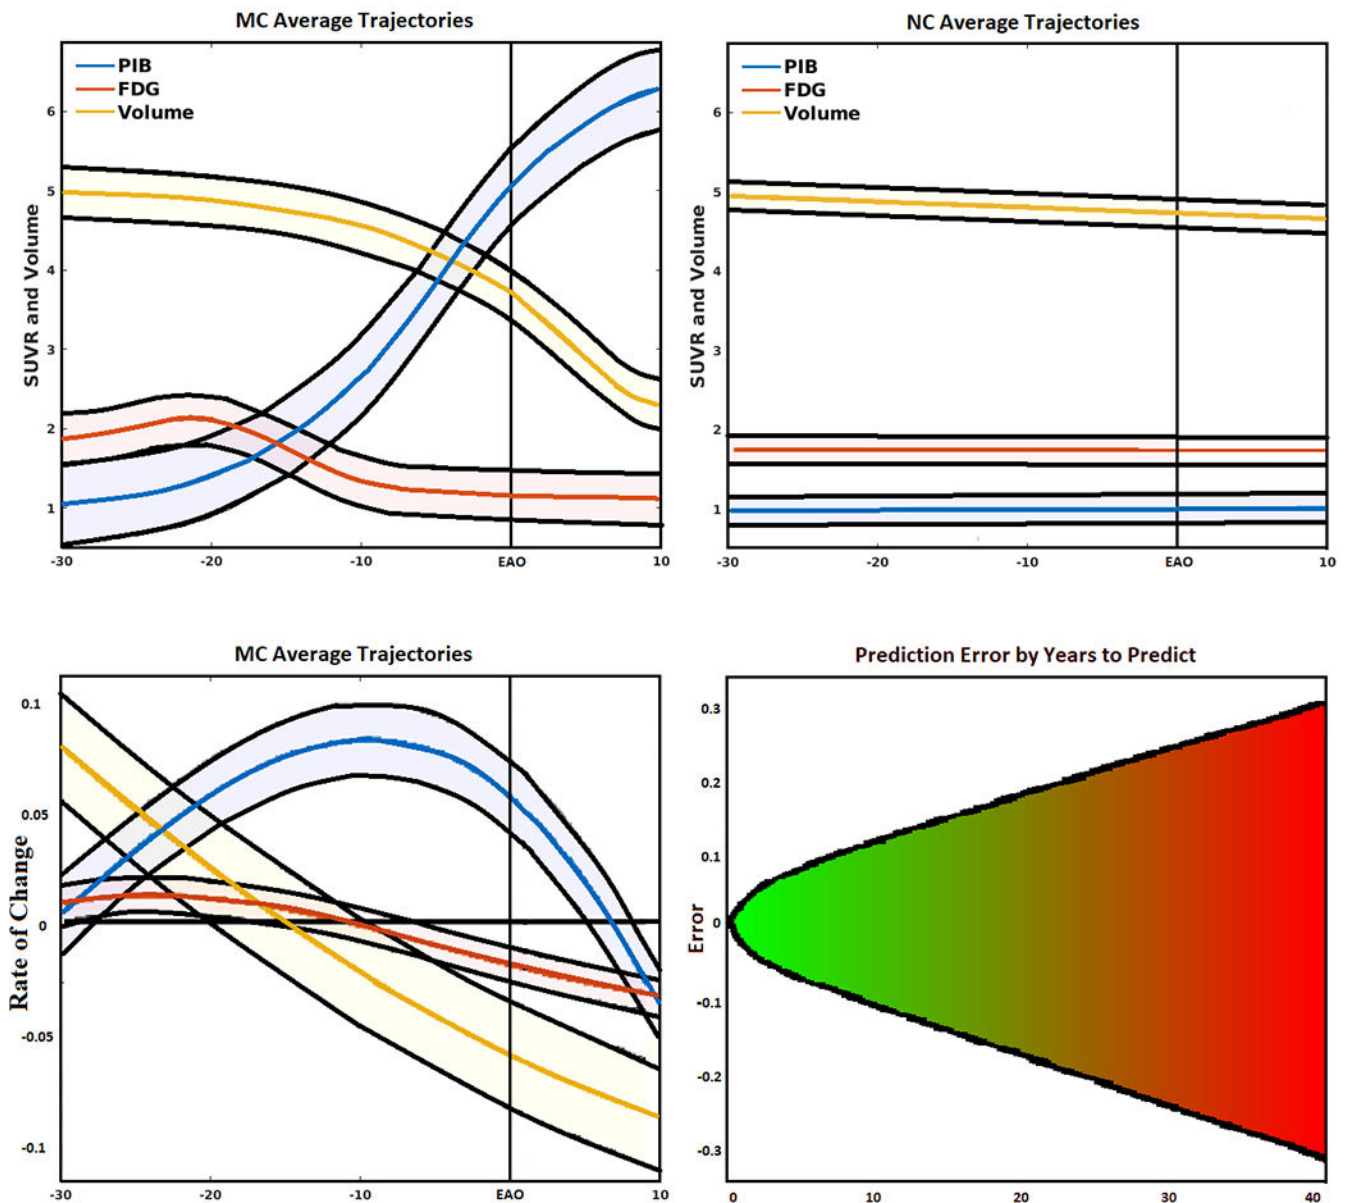 MC Average Trajectories
PIB
FDG
Volume
SUVR and Volume
6
5
4
3
2
1
-30 -20 -10 EAO 10
NC Average Trajectories
PIB
FDG
Volume
SUVR and Volume
6
5
4
3
2
1
-30 -20 -10 EAO 10
MC Average Trajectories
Rate of Change
0.1
0.05
0
-0.05
-0.1
-30 -20 -10 EAO 10
Prediction Error by Years to Predict
Error
0.3
0.2
0.1
0
-0.1
-0.2
-0.3
0 10 20 30 40